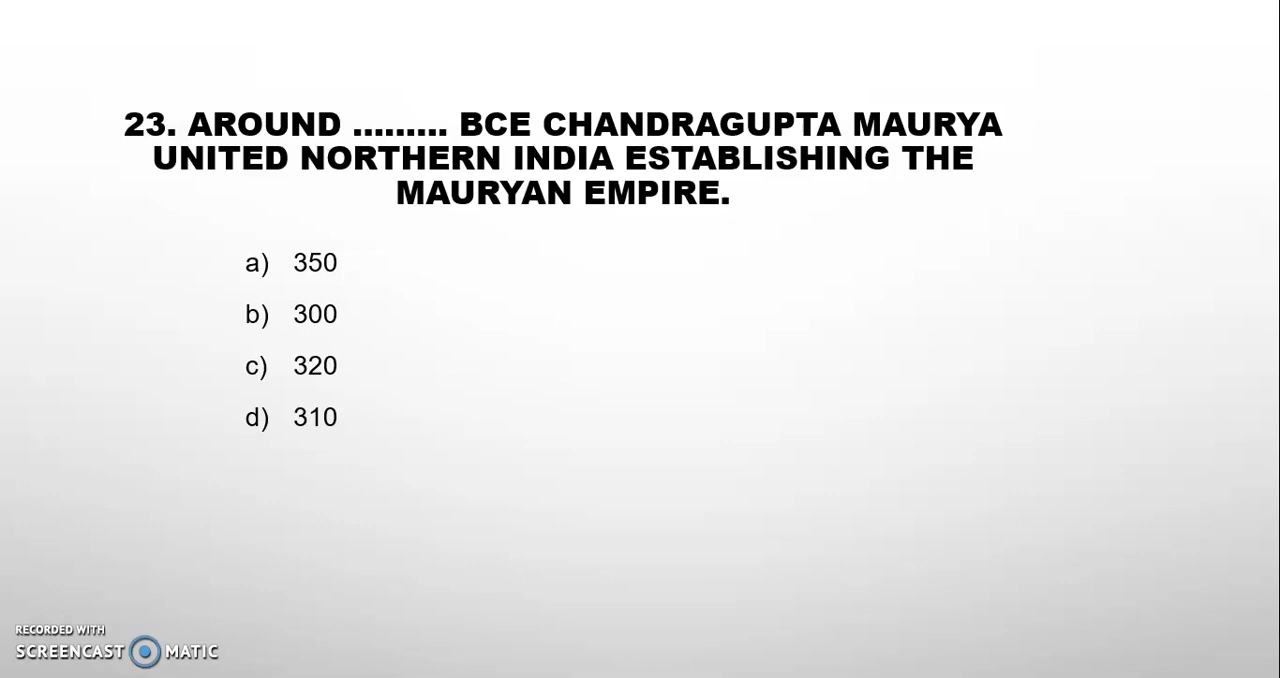 23. AROUND ......... BCE CHANDRAGUPTA MAURYA
UNITED NORTHERN INDIA ESTABLISHING THE
MAURYAN EMPIRE.
a) 350
b) 300
c) 320
d) 310
RECORDED WITH
SCREENCAST MATIC